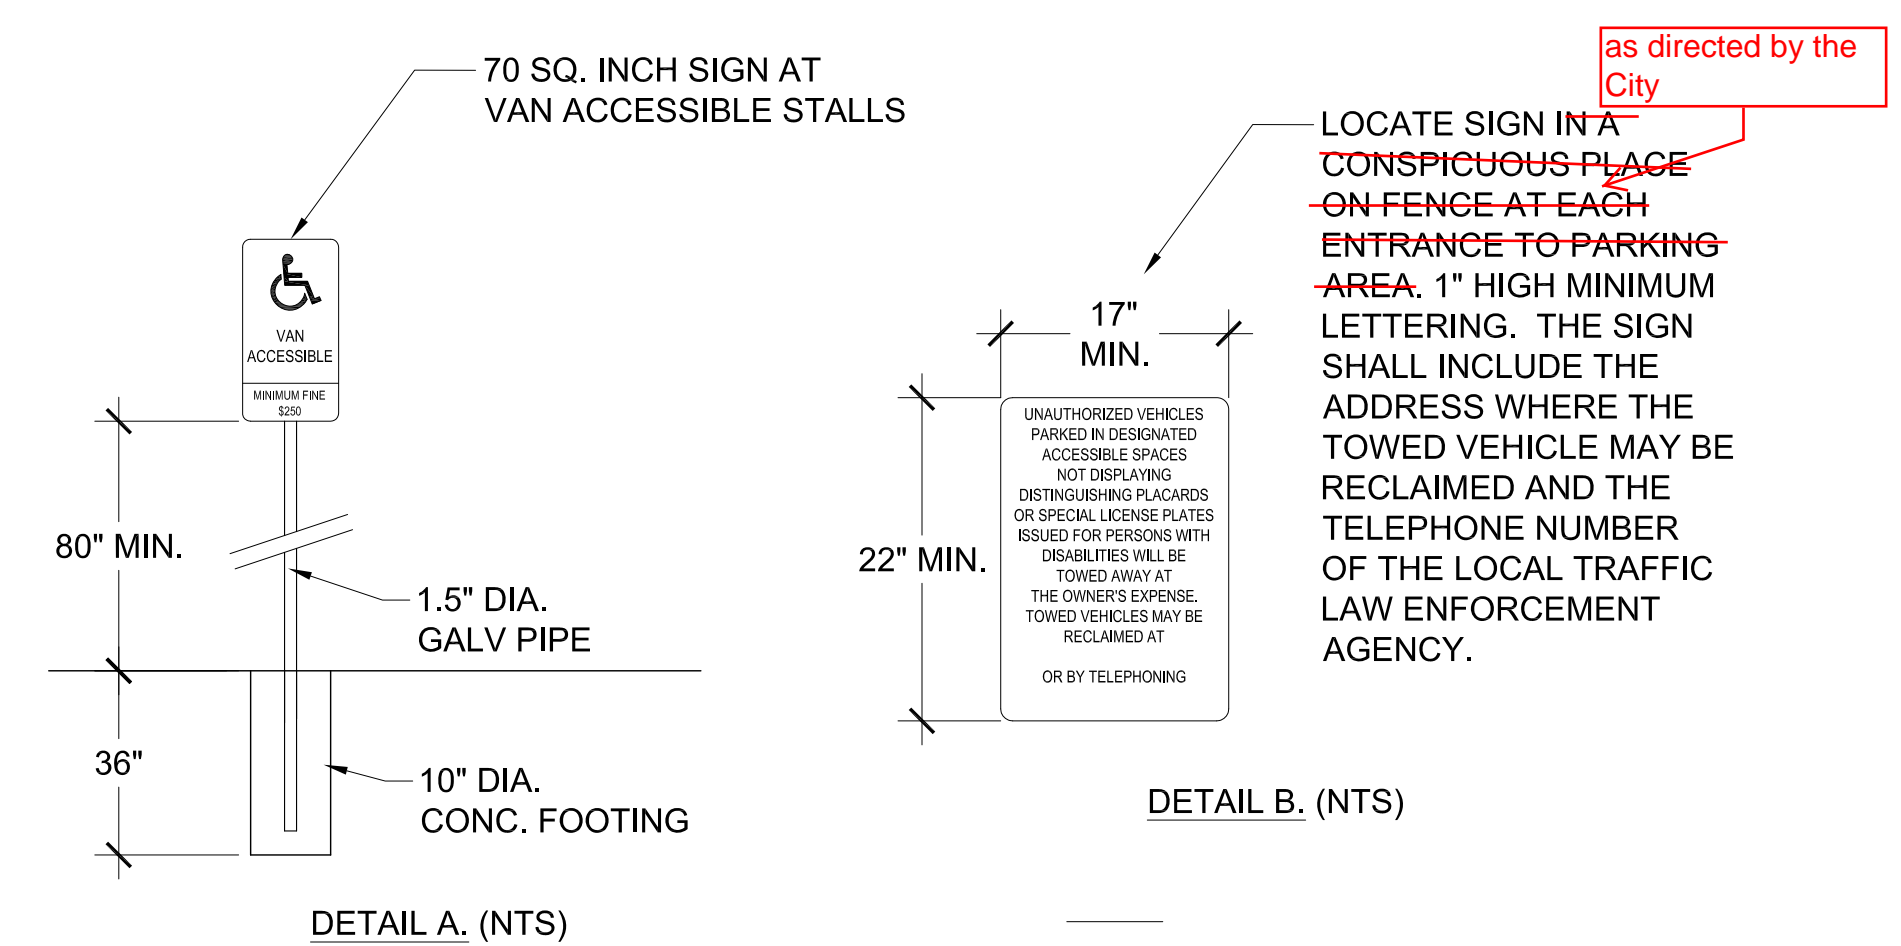 70 SQ. INCH SIGN AT
VAN ACCESSIBLE STALLS
VAN
ACCESSIBLE
MINIMUM FINE
$250
80" MIN.
1.5" DIA.
GALV PIPE
36"
10" DIA.
CONC. FOOTING
DETAIL A. (NTS)
as directed by the
City
LOCATE SIGN IN A
CONSPICUOUS PLACE
ON FENCE AT EACH
ENTRANCE TO PARKING
AREA. 1" HIGH MINIMUM
LETTERING. THE SIGN
SHALL INCLUDE THE
ADDRESS WHERE THE
TOWED VEHICLE MAY BE
RECLAIMED AND THE
TELEPHONE NUMBER
OF THE LOCAL TRAFFIC
LAW ENFORCEMENT
AGENCY.
17"
MIN.
22" MIN.
UNAUTHORIZED VEHICLES
PARKED IN DESIGNATED
ACCESSIBLE SPACES
NOT DISPLAYING
DISTINGUISHING PLACARDS
OR SPECIAL LICENSE PLATES
ISSUED FOR PERSONS WITH
DISABILITIES WILL BE
TOWED AWAY AT
THE OWNER'S EXPENSE.
TOWED VEHICLES MAY BE
RECLAIMED AT
OR BY TELEPHONING
DETAIL B. (NTS)